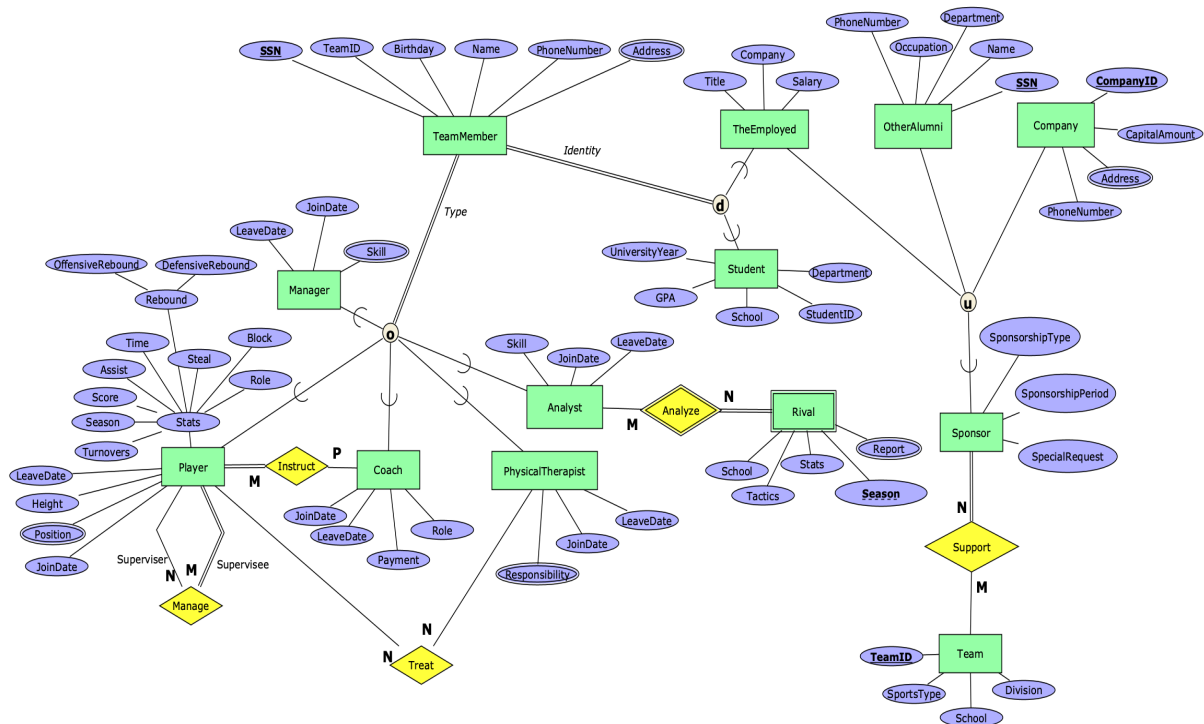 PhoneNumber
Department
Occupation
Name
SSN
CompanyID
SSN
TeamID
Birthday
Name
PhoneNumber
Address
Company
Title
Salary
TeamMember
TheEmployed
OtherAlumni
Company
CapitalAmount
Address
PhoneNumber
Identity
Type
d
JoinDate
LeaveDate
Skill
Manager
OffensiveRebound
DefensiveRebound
Rebound
UniversityYear
Student
Department
GPA
School
StudentID
u
o
Time
Steal
Block
Assist
Role
Score
Season
Stats
Turnovers
Skill
JoinDate
LeaveDate
Analyst
M
Analyze
N
Rival
Report
School
Stats
Tactics
Season
SponsorshipType
SponsorshipPeriod
Sponsor
SpecialRequest
Player
M
Instruct
P
Coach
PhysicalTherapist
LeaveDate
Height
Position
JoinDate
JoinDate
LeaveDate
Role
Payment
LeaveDate
JoinDate
Responsibility
Superviser
Supervisee
N
M
Manage
N
N
Treat
N
Support
M
TeamID
Team
SportsType
School
Division